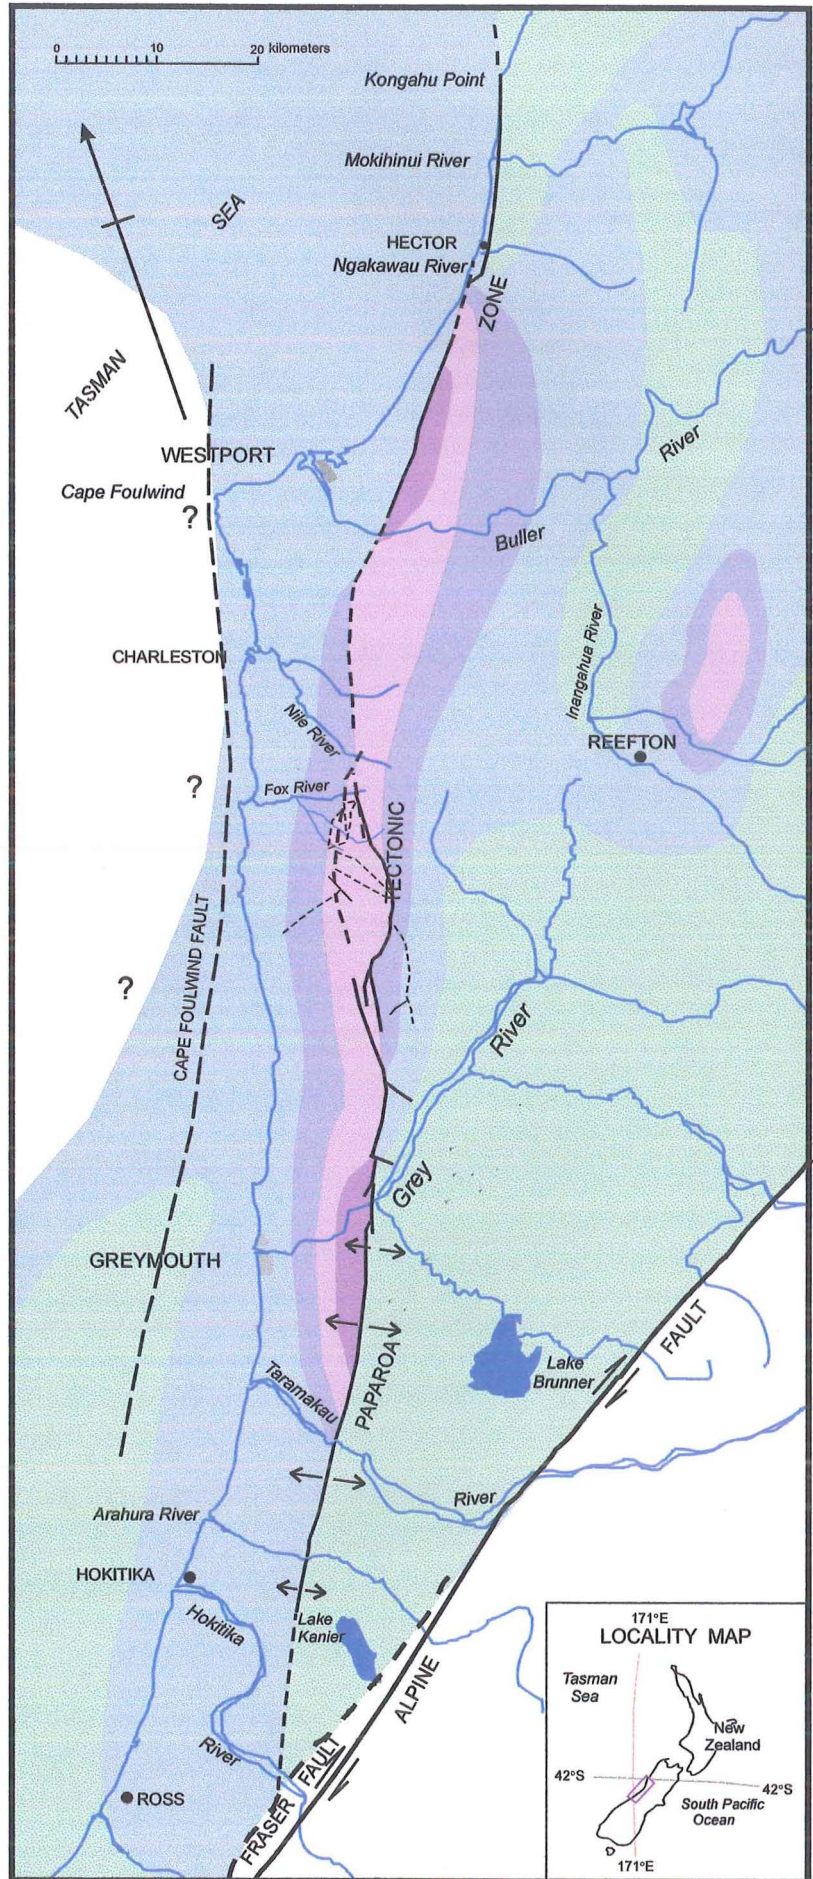 0 10 20 kilometers
Kongahu Point
Mokihinui River
SEA
HECTOR
Ngakawau River
ZONE
TASMAN
WESTPORT
Cape Foulwind
?
River
Buller
CHARLESTON
Inangahua River
Nile River
REEFTON
?
Fox River
TECTONIC
CAPE FOULWIND FAULT
?
River
Grey
GREYMOUTH
FAULT
Lake
Brunner
PAPAROA
Taramakau
River
Arahura River
HOKITIKA
Hokitika
Lake
Kanier
ALPINE
River
FAULT
FRASER
ROSS
171°E
LOCALITY MAP
Tasman
Sea
New
Zealand
42°S
42°S
South Pacific
Ocean
171°E